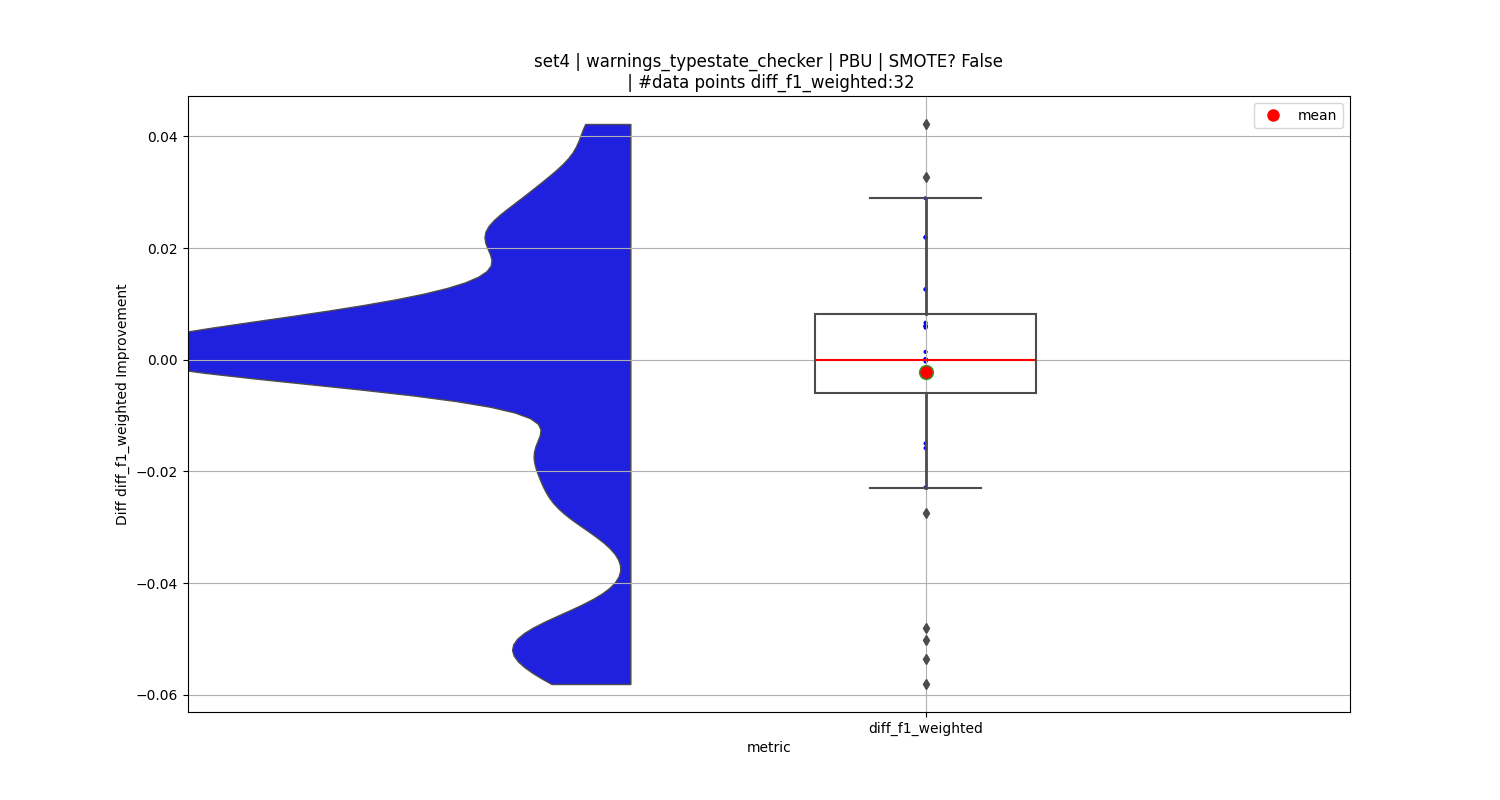 set4 | warnings_typestate_checker | PBU | SMOTE? False
| #data points diff_f1_weighted:32
mean
0.04
0.02
0.00
−0.02
−0.04
−0.06
Diff diff_f1_weighted Improvement
diff_f1_weighted
metric